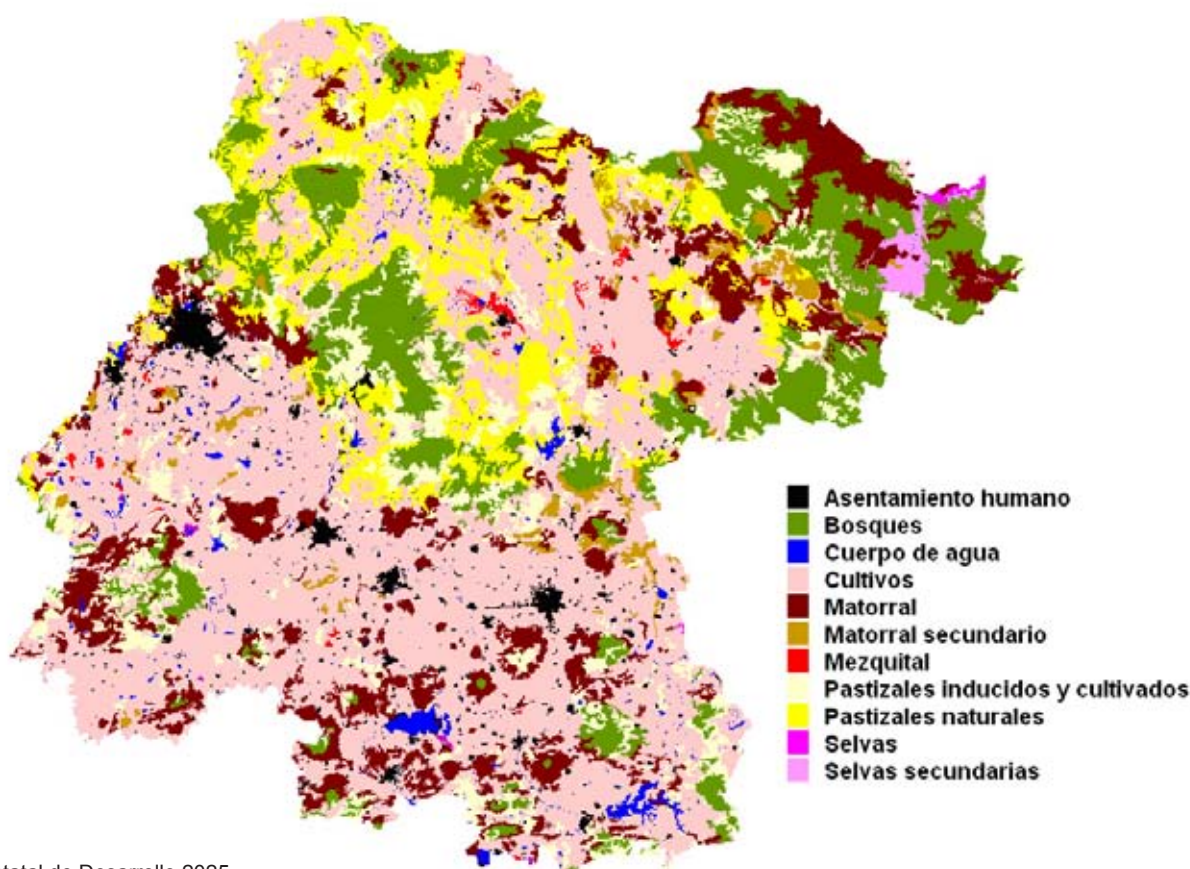 Asentamiento humano
Bosques
Cuerpo de agua
Cultivos
Matorral
Matorral secundario
Mezquital
Pastizales inducidos y cultivados
Pastizales naturales
Selvas
Selvas secundarias